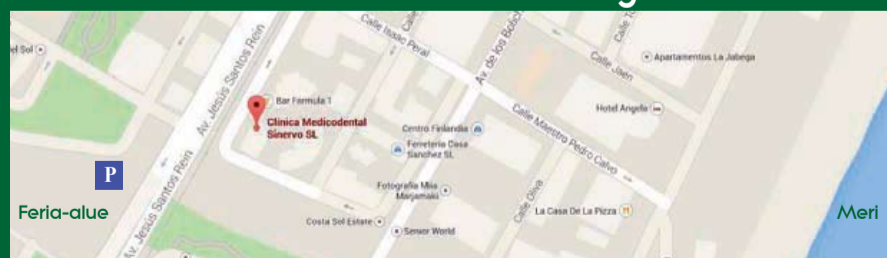 Calle Isaac Peral
Av. de los Boliches
Calle Jaén
Apartamentos La Jabega
del Sol
Av. Jesús Santos Rein
Bar Formula 1
Clinica Medicodental
Sinervo SL
Hotel Angela
Calle Maestro Pedro Calvo
Centro Finlandia
Ferreteria Casa
Sanchez SL
P
Fotografia Miia
Marjamaki
Calle Oliva
La Casa De La Pizza
Feria-alue
Meri
Costa Sol Estate
Senior World
Av. Jesús Santos Rein